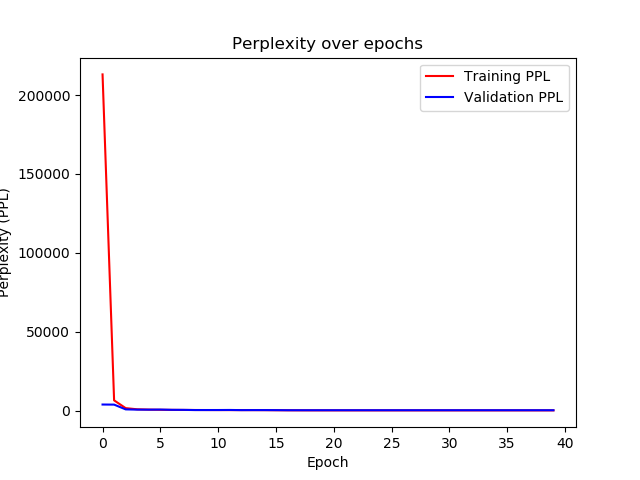 Perplexity over epochs
Training PPL
Validation PPL
200000
150000
100000
50000
0
Perplexity (PPL)
0 5 10 15 20 25 30 35 40
Epoch